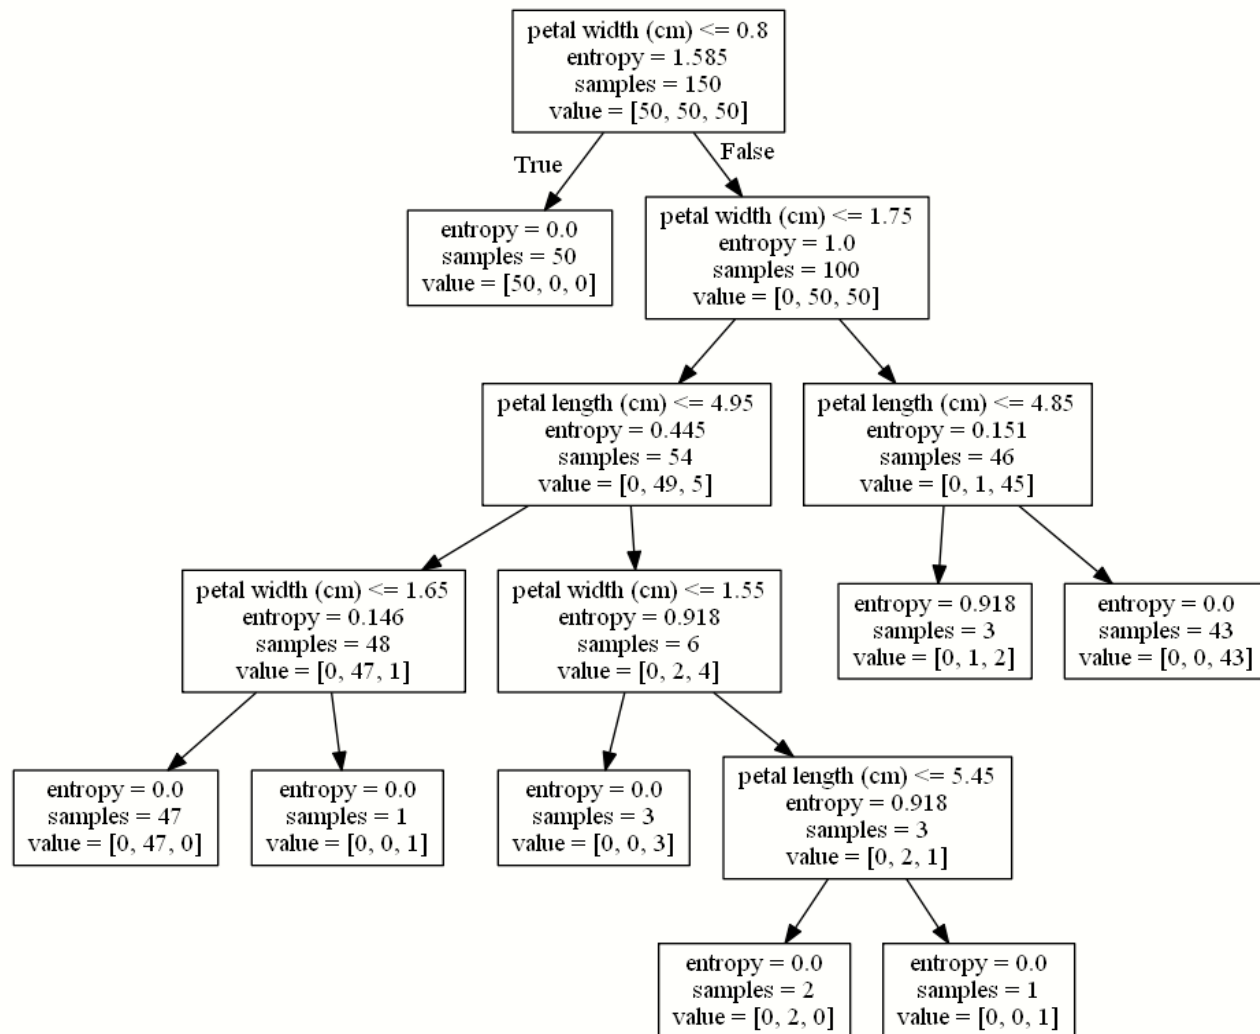 petal width (cm) <= 0.8
entropy = 1.585
samples = 150
value = [50, 50, 50]
True
False
entropy = 0.0
samples = 50
value = [50, 0, 0]
petal width (cm) <= 1.75
entropy = 1.0
samples = 100
value = [0, 50, 50]
petal length (cm) <= 4.95
entropy = 0.445
samples = 54
value = [0, 49, 5]
petal length (cm) <= 4.85
entropy = 0.151
samples = 46
value = [0, 1, 45]
petal width (cm) <= 1.65
entropy = 0.146
samples = 48
value = [0, 47, 1]
petal width (cm) <= 1.55
entropy = 0.918
samples = 6
value = [0, 2, 4]
entropy = 0.918
samples = 3
value = [0, 1, 2]
entropy = 0.0
samples = 43
value = [0, 0, 43]
entropy = 0.0
samples = 47
value = [0, 47, 0]
entropy = 0.0
samples = 1
value = [0, 0, 1]
entropy = 0.0
samples = 3
value = [0, 0, 3]
petal length (cm) <= 5.45
entropy = 0.918
samples = 3
value = [0, 2, 1]
entropy = 0.0
samples = 2
value = [0, 2, 0]
entropy = 0.0
samples = 1
value = [0, 0, 1]